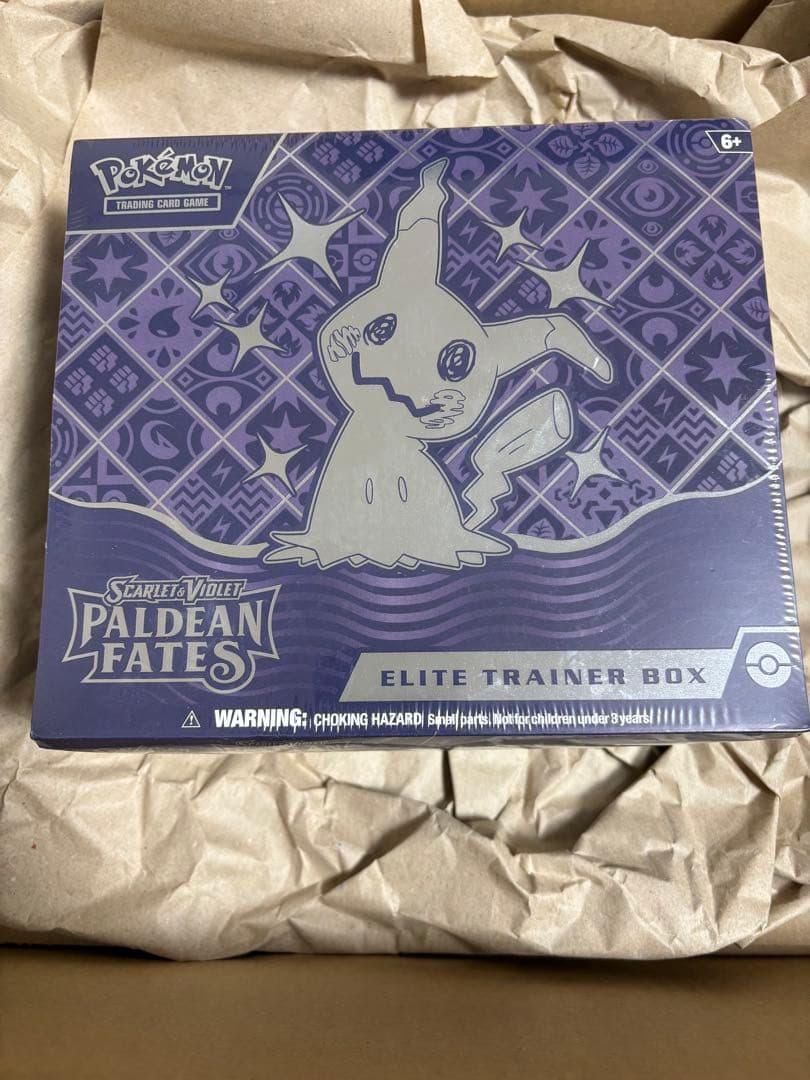 POKéMON™
TRADING CARD GAME
6+
SCARLET & VIOLET
PALDEAN
FATES
ELITE TRAINER BOX
WARNING: CHOKING HAZARD Small parts. Not for children under 3 years.